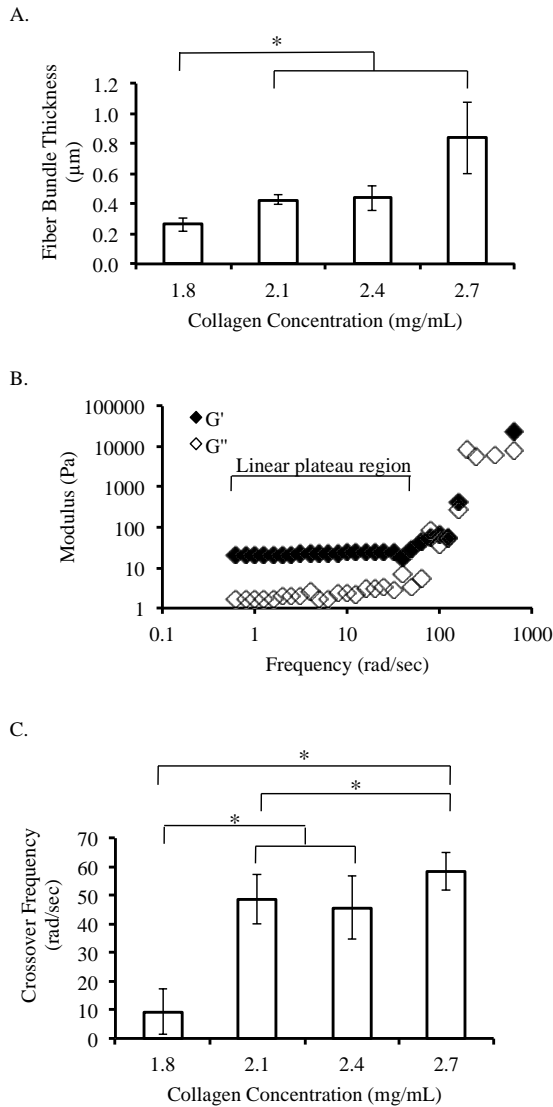 A.
*
Fiber Bundle Thickness
(µm)
1.2
1.0
0.8
0.6
0.4
0.2
0.0
1.8 2.1 2.4 2.7
Collagen Concentration (mg/mL)
B.
Modulus (Pa)
100000
10000
1000
100
10
1
G'
G"
Linear plateau region
0.1 1 10 100 1000
Frequency (rad/sec)
C.
*
*
*
Crossover Frequency
(rad/sec)
70
60
50
40
30
20
10
0
1.8 2.1 2.4 2.7
Collagen Concentration (mg/mL)